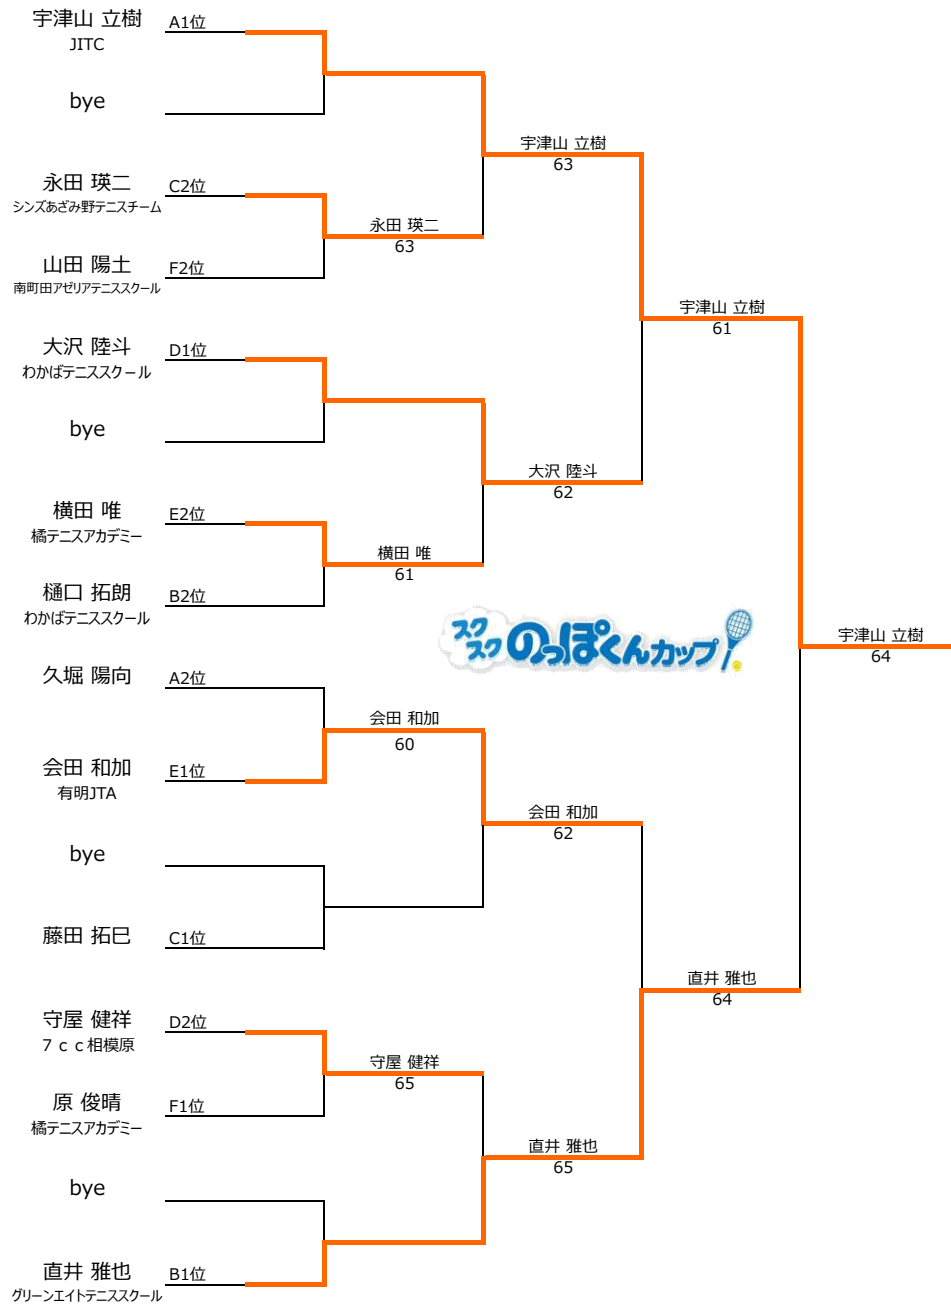 宇津山 立樹
JITC
A1位
bye
永田 瑛二
シンズあざみ野テニスチーム
C2位
山田 陽土
南町田アゼリアテニススクール
F2位
大沢 陸斗
わかばテニススクール
D1位
bye
横田 唯
橘テニスアカデミー
E2位
樋口 拓朗
わかばテニススクール
B2位
久堀 陽向
A2位
会田 和加
有明JTA
E1位
bye
藤田 拓巳
C1位
守屋 健祥
７ｃｃ相模原
D2位
原 俊晴
橘テニスアカデミー
F1位
bye
直井 雅也
グリーンエイトテニススクール
B1位
永田 瑛二
63
横田 唯
61
会田 和加
60
守屋 健祥
65
宇津山 立樹
63
大沢 陸斗
62
会田 和加
62
直井 雅也
65
宇津山 立樹
61
直井 雅也
64
宇津山 立樹
64
スクスク のっぽくんカップ